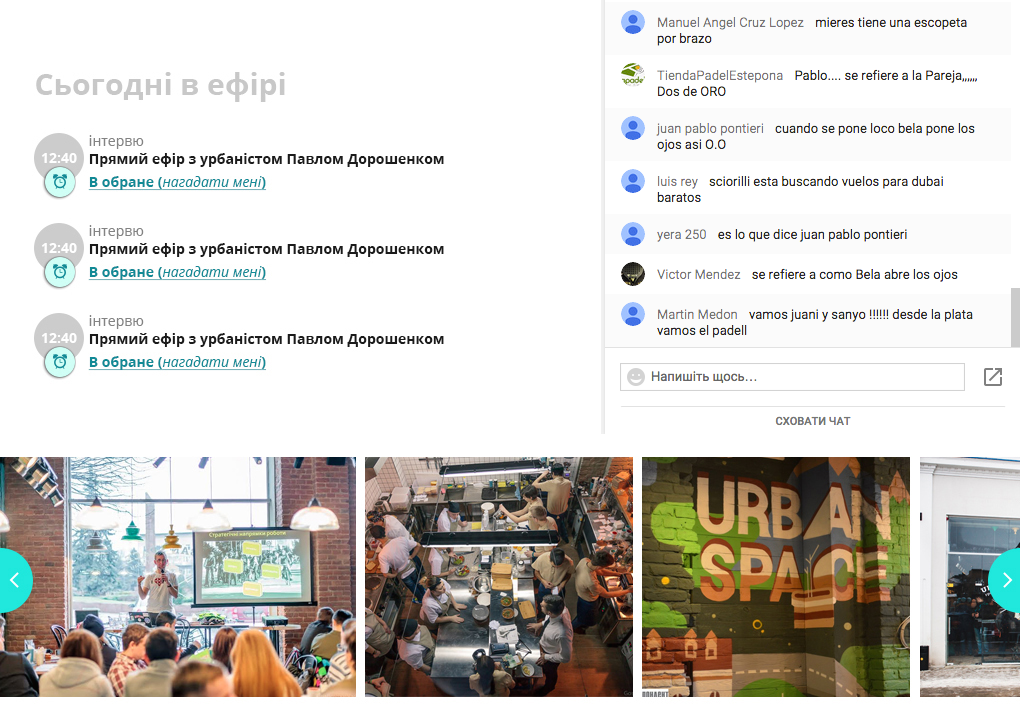 Сьогодні в ефірі
12:40
інтервю
Прямий ефір з урбаністом Павлом Дорошенком
В обране (нагадати мені)
12:40
інтервю
Прямий ефір з урбаністом Павлом Дорошенком
В обране (нагадати мені)
12:40
інтервю
Прямий ефір з урбаністом Павлом Дорошенком
В обране (нагадати мені)
Manuel Angel Cruz Lopez mieres tiene una escopeta
por brazo
TiendaPadelEstepona Pablo.... se refiere a la Pareja,,,,,,
Dos de ORO
juan pablo pontieri cuando se pone loco bela pone los
ojos asi O.O
luis rey sciorilli esta buscando vuelos para dubai
baratos
yera 250 es lo que dice juan pablo pontieri
Victor Mendez se refiere a como Bela abre los ojos
Martin Medon vamos juani y sanyo !!!!!! desde la plata
vamos el padell
Напишіть щось...
СХОВАТИ ЧАТ
Стратегічні напрямки роботи
URBAN
SPACE